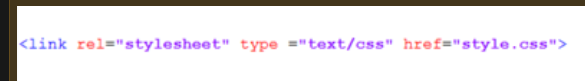 <link rel="stylesheet" type ="text/css" href="style.css">